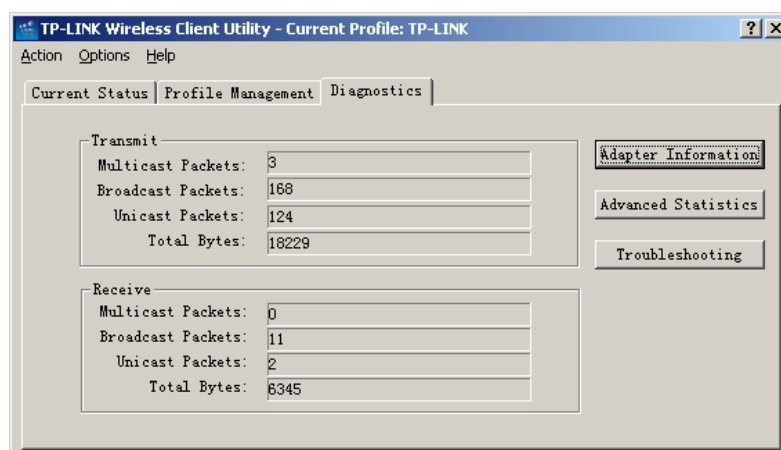 TP-LINK Wireless Client Utility - Current Profile: TP-LINK
Action Options Help
Current Status Profile Management Diagnostics
Transmit
Multicast Packets: 3
Broadcast Packets: 168
Unicast Packets: 124
Total Bytes: 18229
Adapter Information
Advanced Statistics
Troubleshooting
Receive
Multicast Packets: 0
Broadcast Packets: 11
Unicast Packets: 2
Total Bytes: 6345